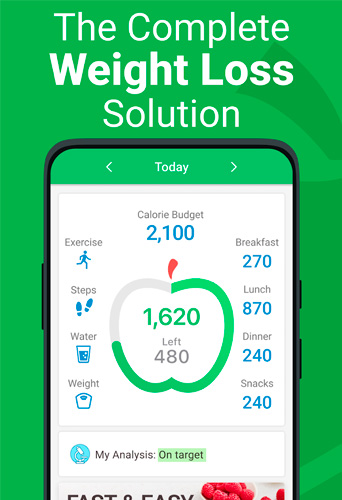 The Complete
Weight Loss
Solution
Today
Calorie Budget
2,100
Exercise
Steps
Water
Weight
1,620
Left
480
Breakfast
270
Lunch
870
Dinner
240
Snacks
240
My Analysis: On target
FAST & EASY